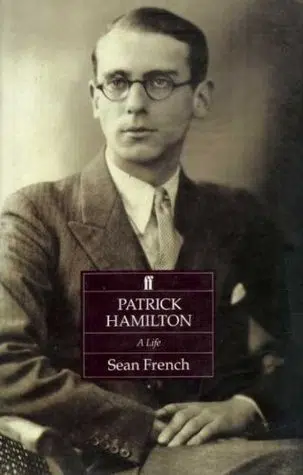 ff
PATRICK
HAMILTON
A Life
Sean French